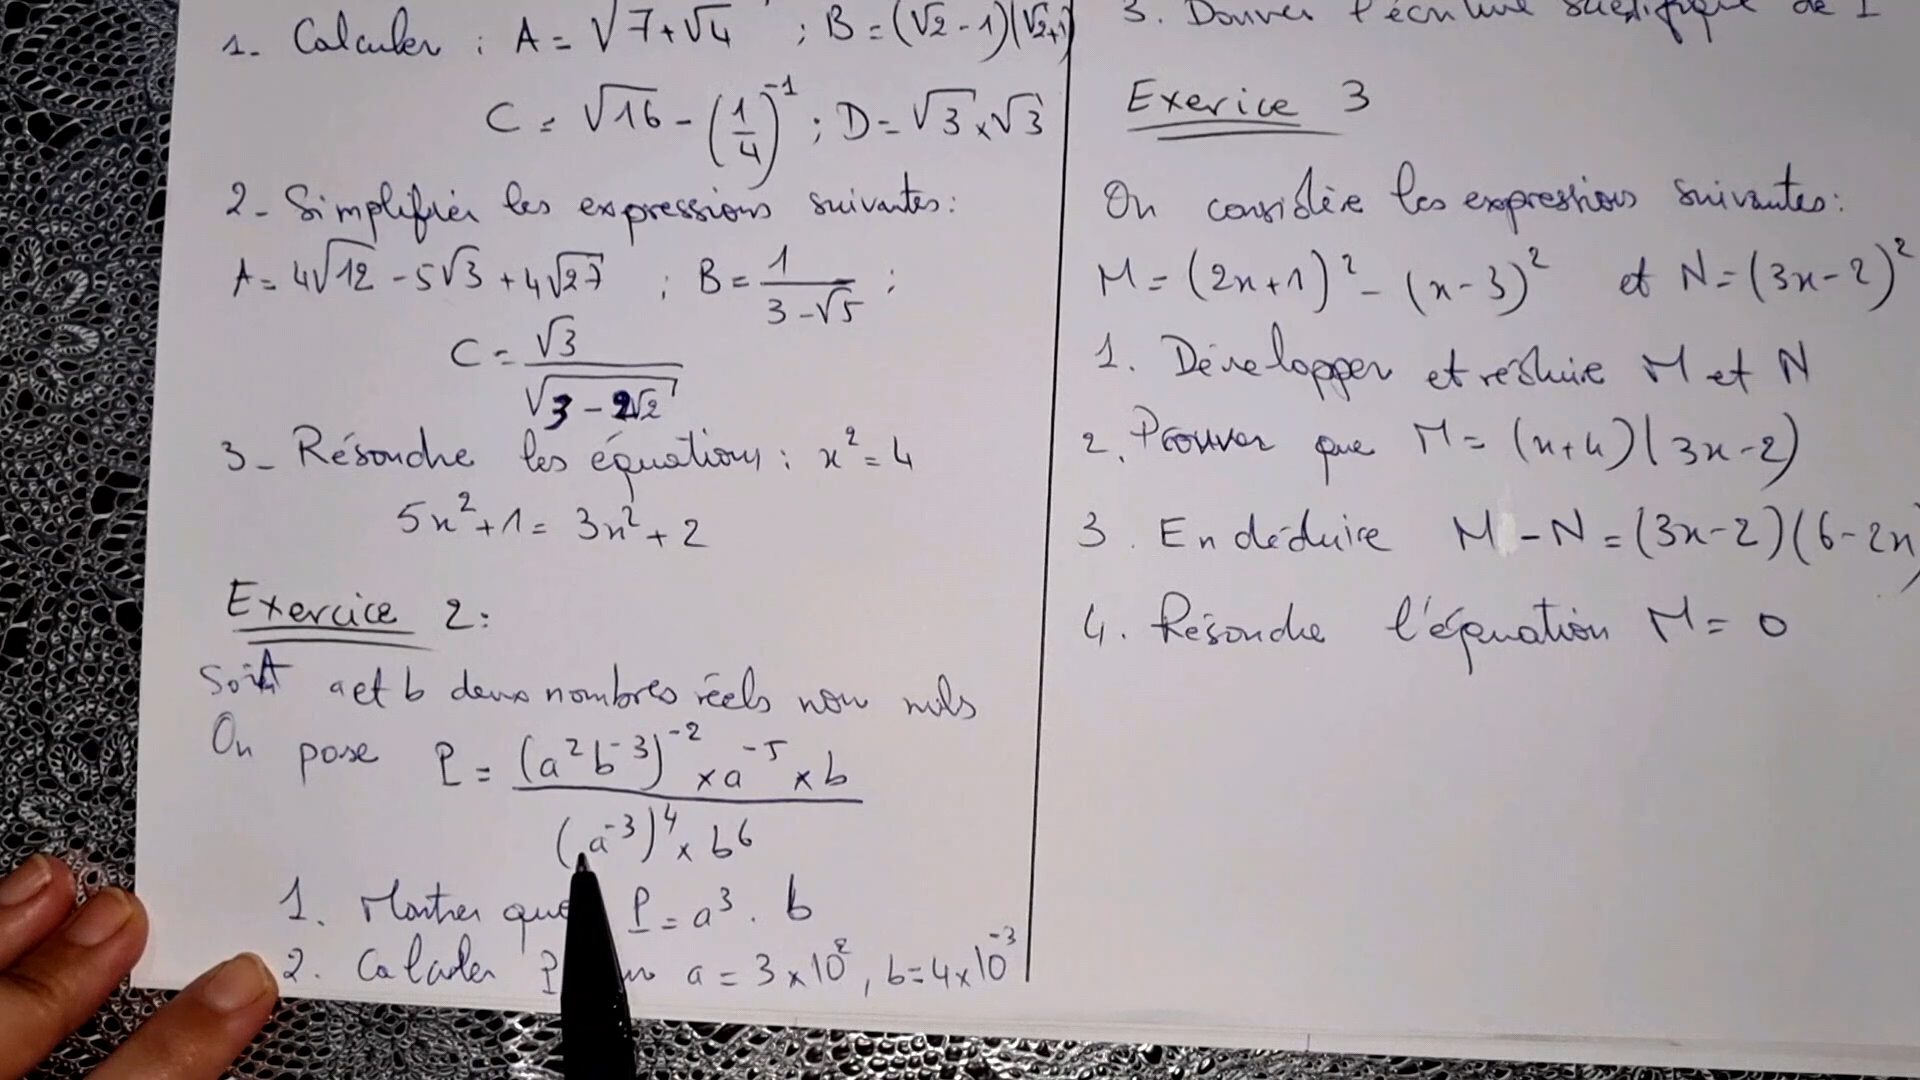 1- Calculer : A = √(7+√4) ; B = (√2 - 1)(√2+1)
C = √16 - (1/4)⁻¹ ; D = √3 × √3
2- Simplifier les expressions suivantes :
A = 4√12 - 5√3 + 4√27 ; B = 1/(3-√5) ;
C = √3/√(3-2√2)
3- Résoudre les équations : x² = 4
5x² + 1 = 3x² + 2
Exercice 2 :
Soit a et b deux nombres réels non nuls
On pose P = ((a²b⁻³)⁻² × a⁻⁵ × b)/((a⁻³)⁴ × b⁶)
1. Montrer que P = a³ . b
2. Calculer P a = 3×10², b = 4×10⁻³
3. Donner l'écriture scientifique de P
Exerice 3
On considère les expressions suivantes :
M = (2x+1)² - (x-3)² et N = (3x-2)²
1. Développer et réduire M et N
2. Prouver que M = (x+4)(3x-2)
3. En déduire M - N = (3x-2)(6-2x)
4. Résoudre l'équation M = 0